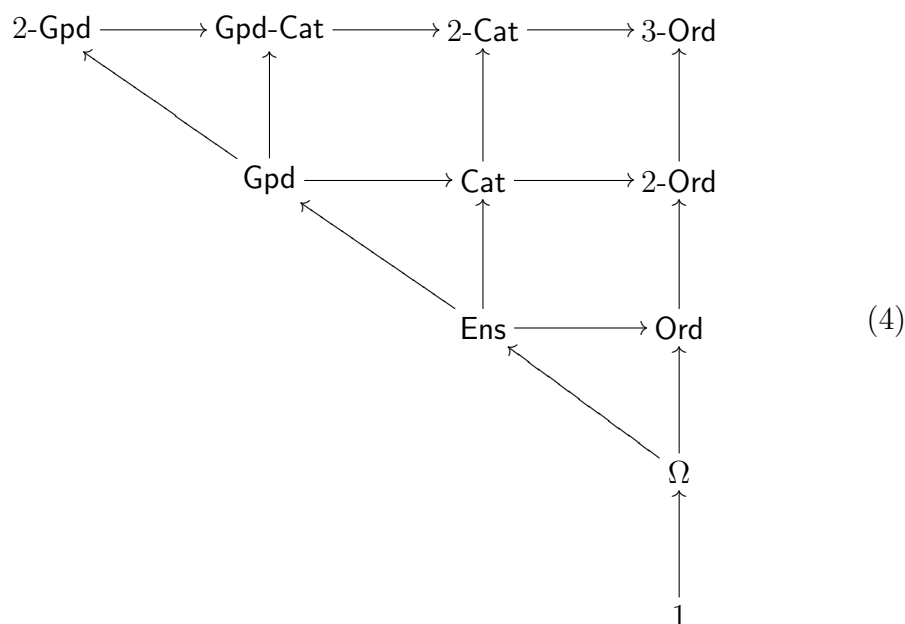 2-Gpd Gpd-Cat 2-Cat 3-Ord
Gpd Cat 2-Ord
Ens Ord
(4)
Ω
1